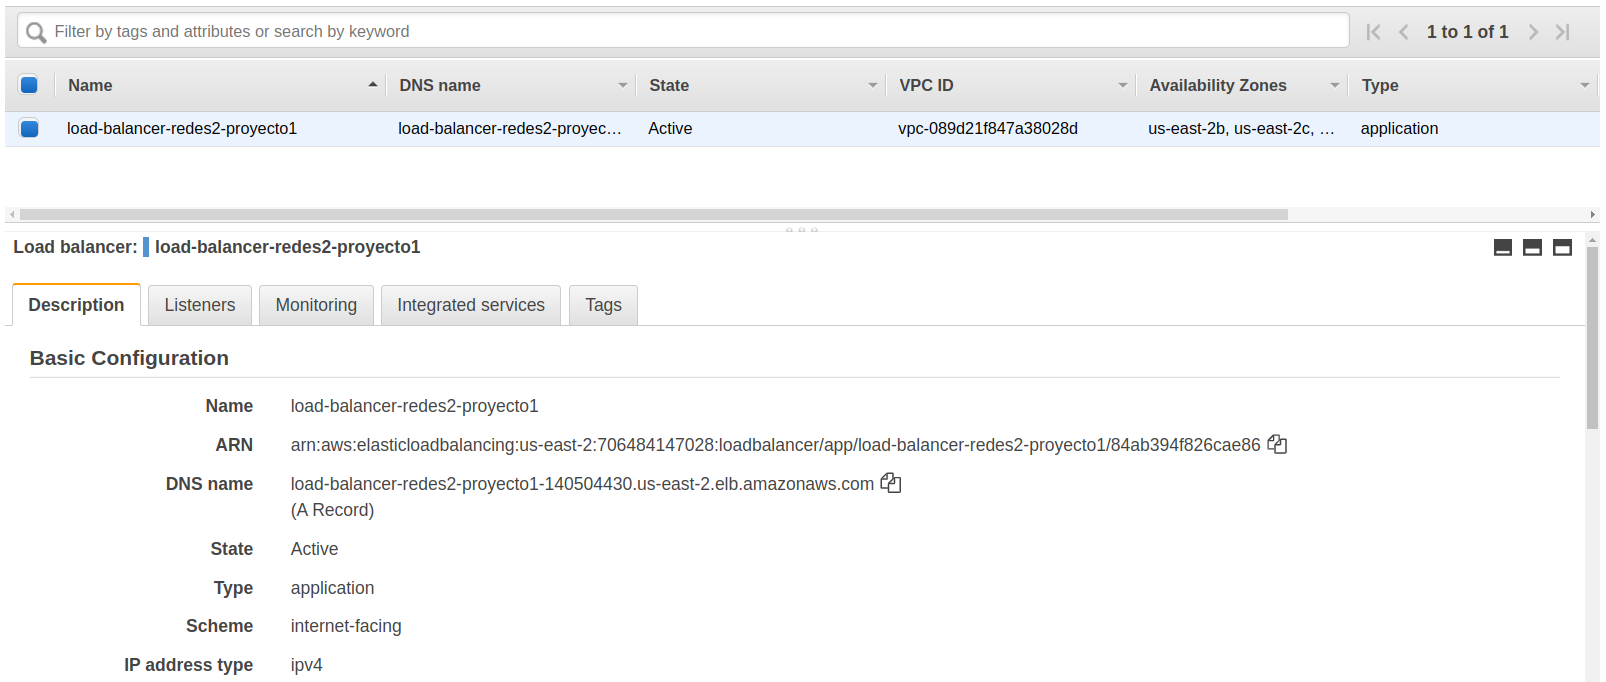 Filter by tags and attributes or search by keyword
1 to 1 of 1
Name DNS name State VPC ID Availability Zones Type
load-balancer-redes2-proyecto1 load-balancer-redes2-proyec... Active vpc-089d21f847a38028d us-east-2b, us-east-2c, ... application
Load balancer: load-balancer-redes2-proyecto1
Description Listeners Monitoring Integrated services Tags
Basic Configuration
Name load-balancer-redes2-proyecto1
ARN arn:aws:elasticloadbalancing:us-east-2:706484147028:loadbalancer/app/load-balancer-redes2-proyecto1/84ab394f826cae86
DNS name load-balancer-redes2-proyecto1-140504430.us-east-2.elb.amazonaws.com
(A Record)
State Active
Type application
Scheme internet-facing
IP address type ipv4